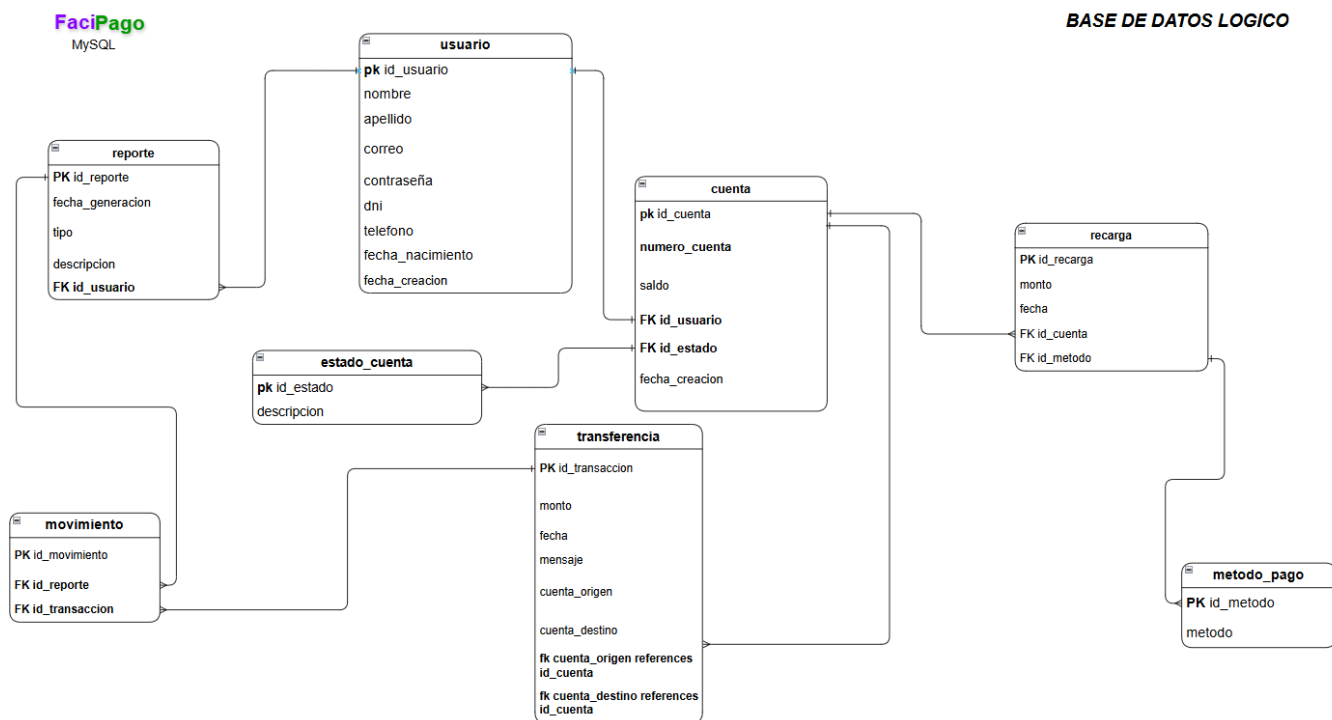 FaciPago
MySQL
BASE DE DATOS LOGICO
usuario
pk id_usuario
nombre
apellido
correo
contraseña
dni
telefono
fecha_nacimiento
fecha_creacion
reporte
PK id_reporte
fecha_generacion
tipo
descripcion
FK id_usuario
cuenta
pk id_cuenta
numero_cuenta
saldo
FK id_usuario
FK id_estado
fecha_creacion
recarga
PK id_recarga
monto
fecha
FK id_cuenta
FK id_metodo
estado_cuenta
pk id_estado
descripcion
transferencia
PK id_transaccion
monto
fecha
mensaje
cuenta_origen
cuenta_destino
fk cuenta_origen references
id_cuenta
fk cuenta_destino references
id_cuenta
movimiento
PK id_movimiento
FK id_reporte
FK id_transaccion
metodo_pago
PK id_metodo
metodo